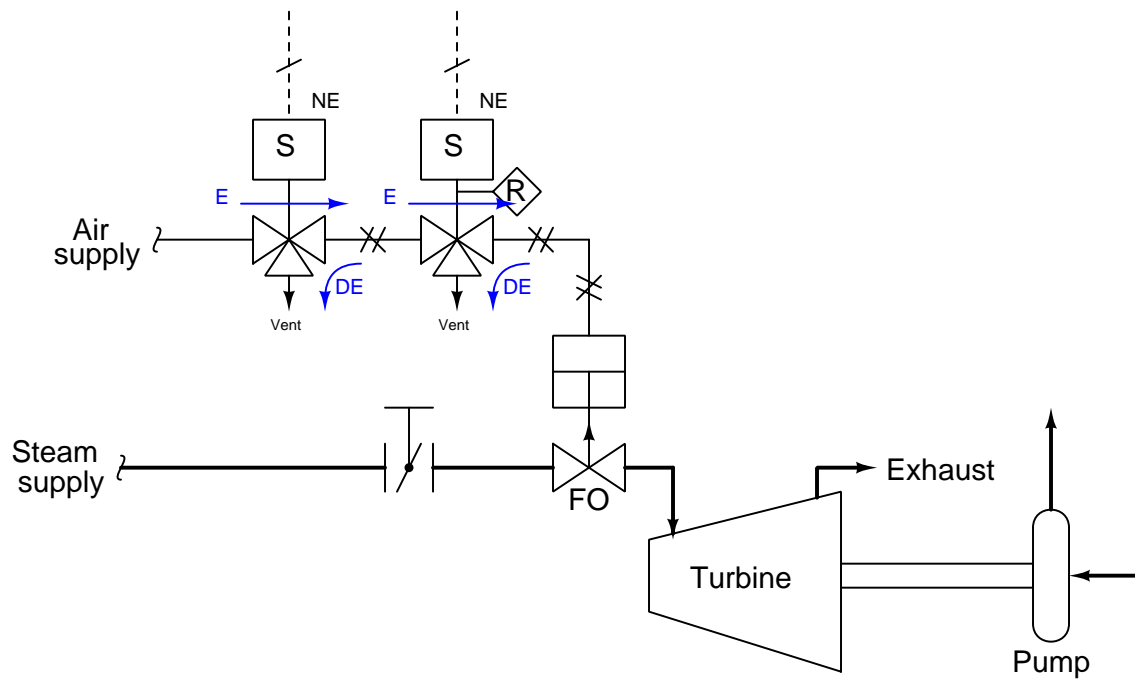 NE
NE
S
S
R
E
E
Air
supply
DE
DE
Vent
Vent
Steam
supply
FO
Exhaust
Turbine
Pump